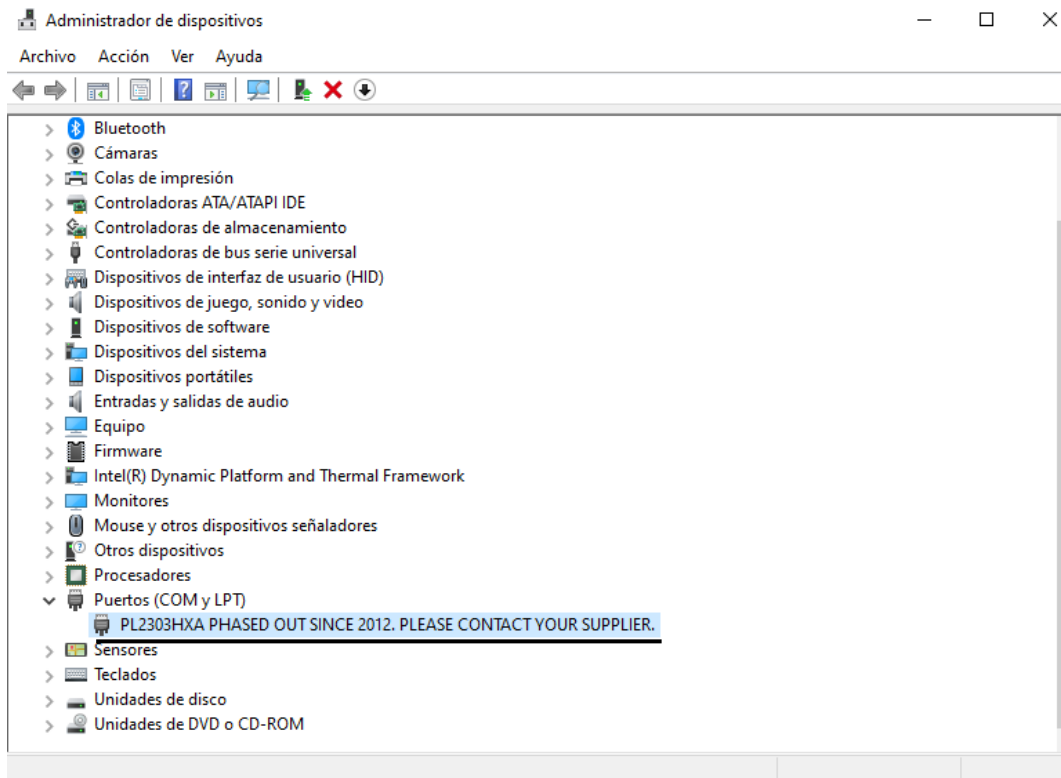 Administrador de dispositivos
Archivo Acción Ver Ayuda
Bluetooth
Cámaras
Colas de impresión
Controladoras ATA/ATAPI IDE
Controladoras de almacenamiento
Controladoras de bus serie universal
Dispositivos de interfaz de usuario (HID)
Dispositivos de juego, sonido y video
Dispositivos de software
Dispositivos del sistema
Dispositivos portátiles
Entradas y salidas de audio
Equipo
Firmware
Intel(R) Dynamic Platform and Thermal Framework
Monitores
Mouse y otros dispositivos señaladores
Otros dispositivos
Procesadores
Puertos (COM y LPT)
PL2303HXA PHASED OUT SINCE 2012. PLEASE CONTACT YOUR SUPPLIER.
Sensores
Teclados
Unidades de disco
Unidades de DVD o CD-ROM